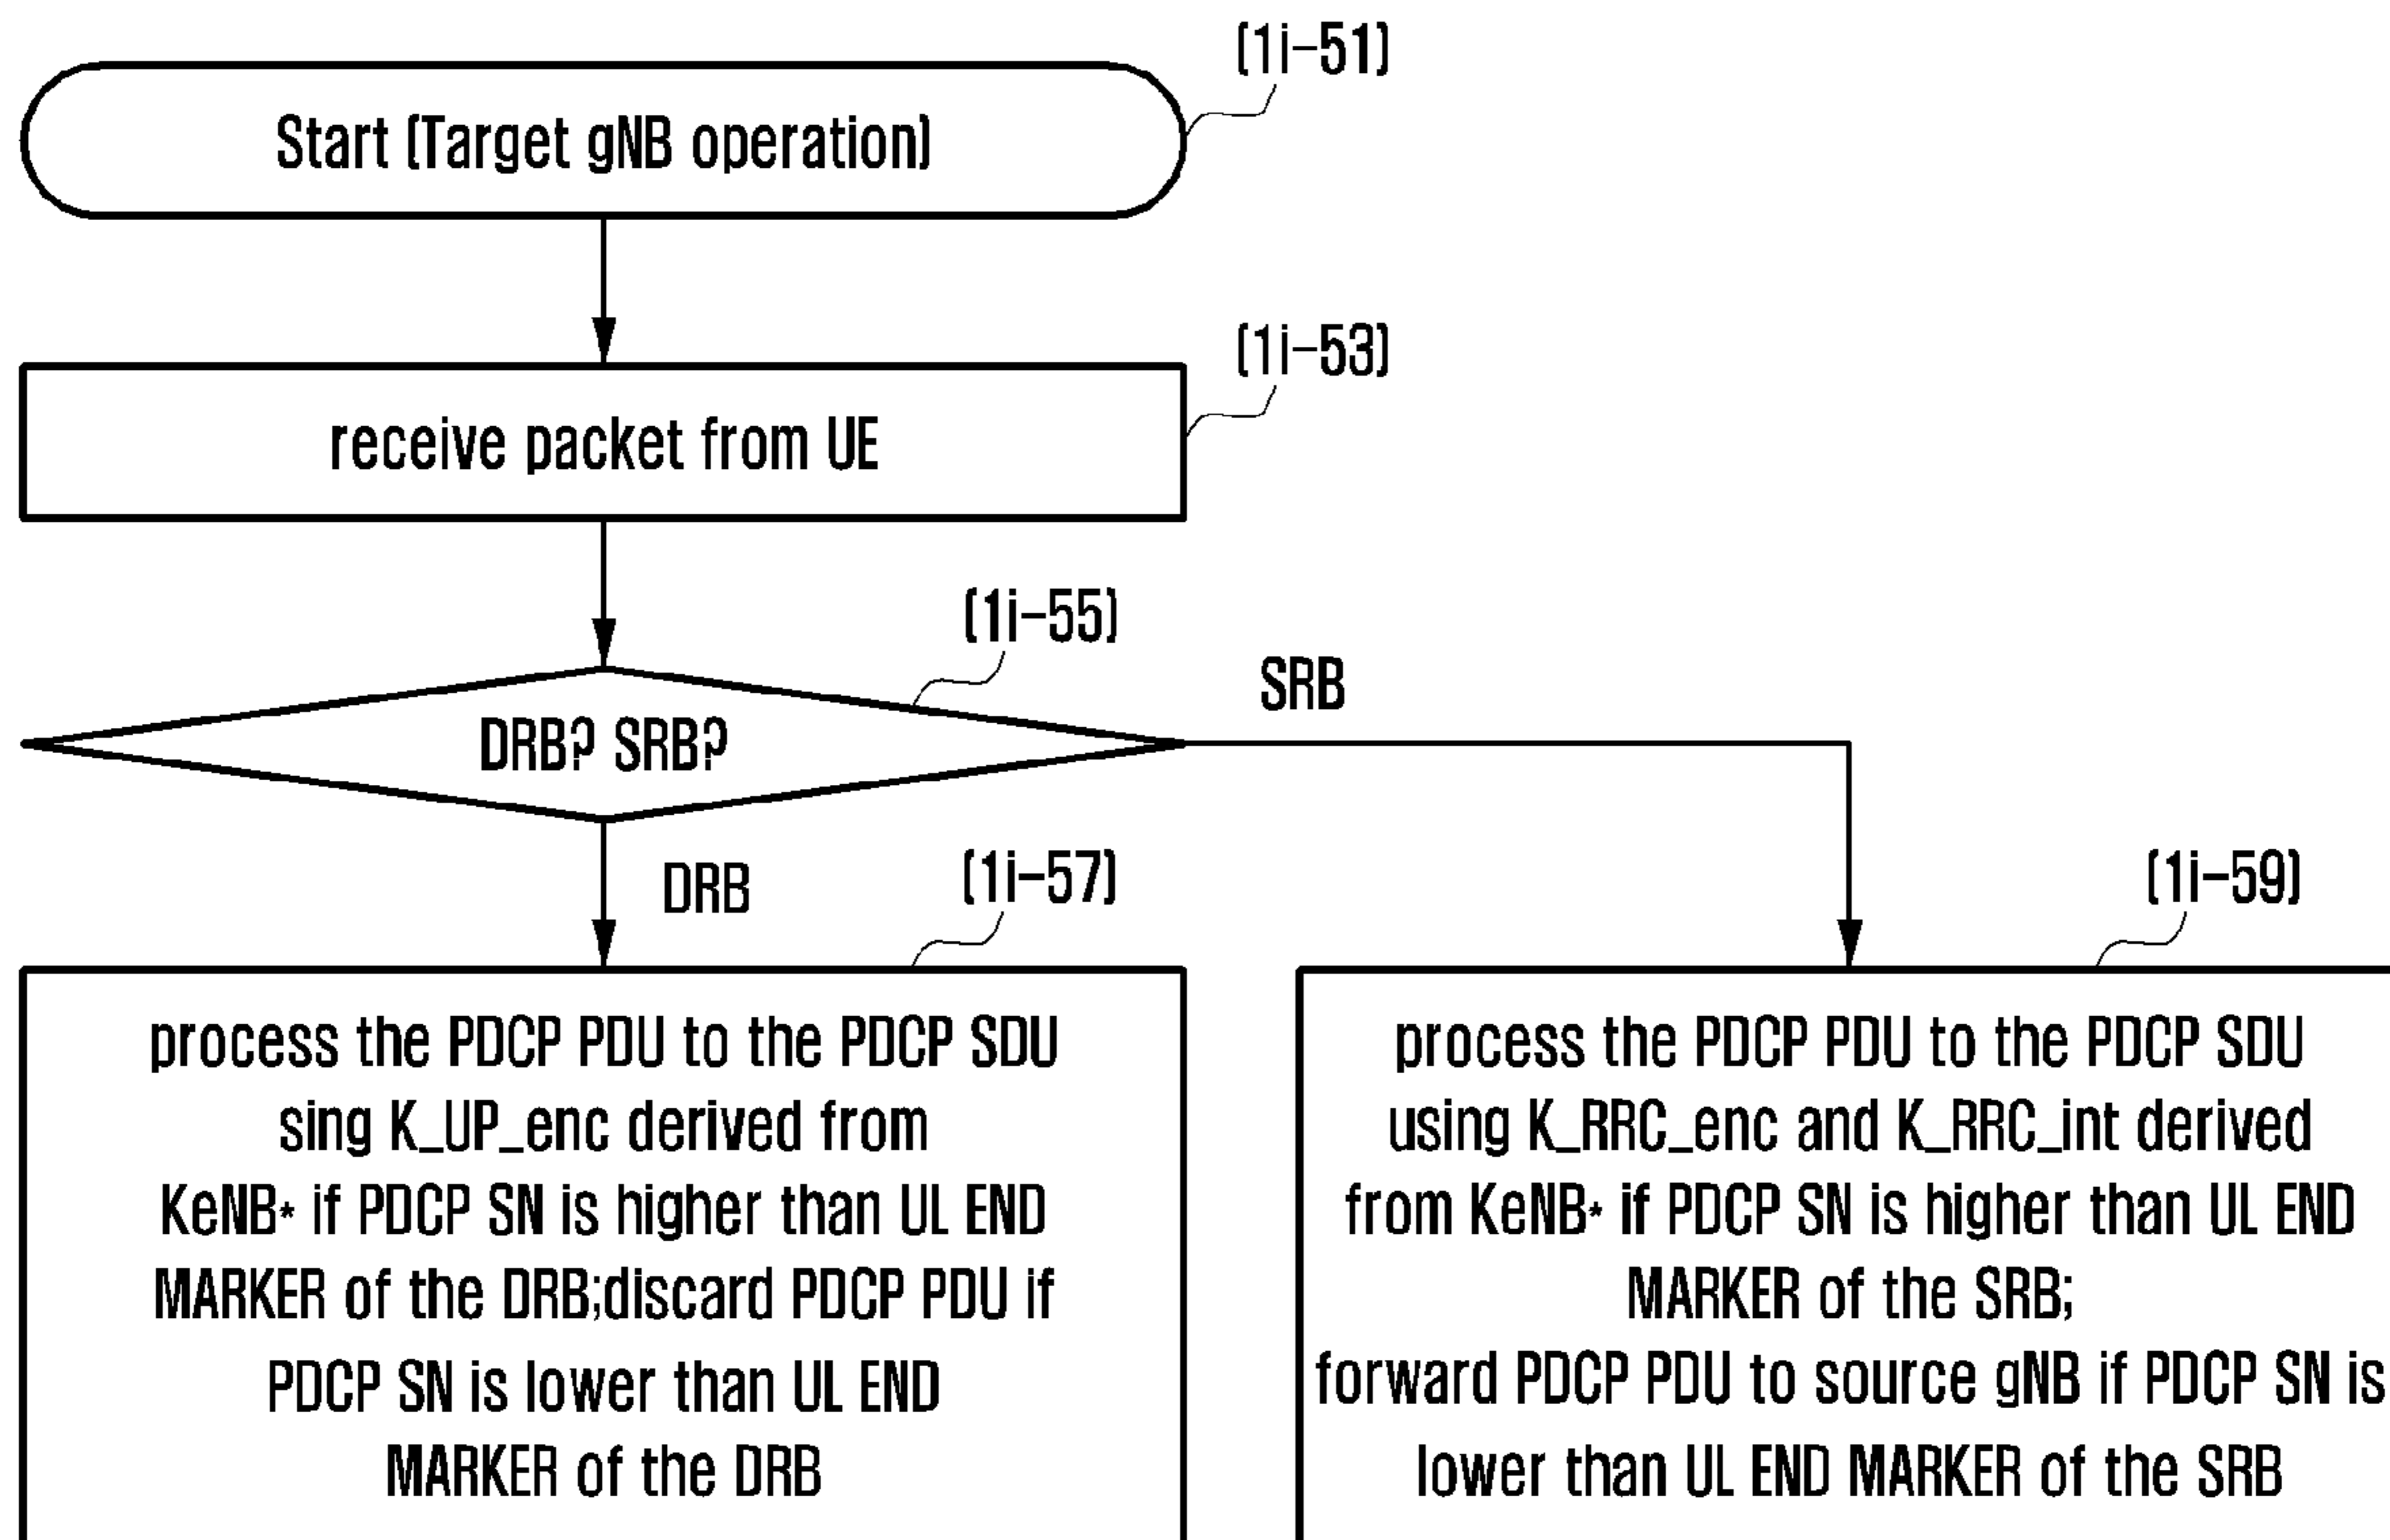 (1i–51)
Start (Target gNB operation)
(1i–53)
receive packet from UE
(1i–55)
SRB
DRB? SRB?
DRB
(1i–57)
(1i–59)
process the PDCP PDU to the PDCP SDU
sing K_UP_enc derived from
KeNB* if PDCP SN is higher than UL END
MARKER of the DRB;discard PDCP PDU if
PDCP SN is lower than UL END
MARKER of the DRB
process the PDCP PDU to the PDCP SDU
using K_RRC_enc and K_RRC_int derived
from KeNB* if PDCP SN is higher than UL END
MARKER of the SRB;
forward PDCP PDU to source gNB if PDCP SN is
lower than UL END MARKER of the SRB